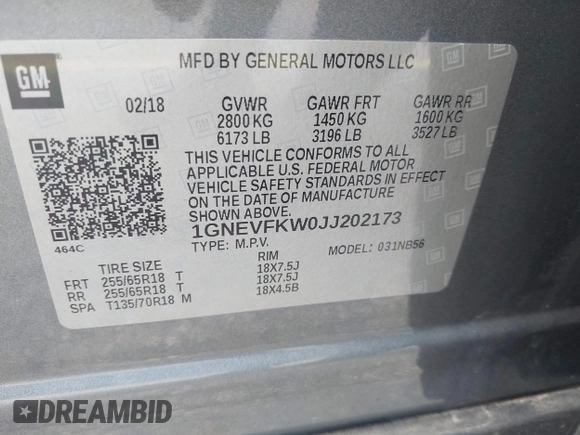 GM
MFD BY GENERAL MOTORS LLC
02/18 GVWR GAWR FRT GAWR RR
2800 KG 1450 KG 1600 KG
6173 LB 3196 LB 3527 LB
THIS VEHICLE CONFORMS TO ALL
APPLICABLE U.S. FEDERAL MOTOR
VEHICLE SAFETY STANDARDS IN EFFECT
ON THE DATE OF MANUFACTURE
SHOWN ABOVE.
464C
1GNEVFKW0JJ202173
TYPE: M.P.V. MODEL: 031NB56
TIRE SIZE RIM
FRT 255/65R18 T 18X7.5J
RR 255/65R18 T 18X7.5J
SPA T135/70R18 M 18X4.5B
DREAMBID